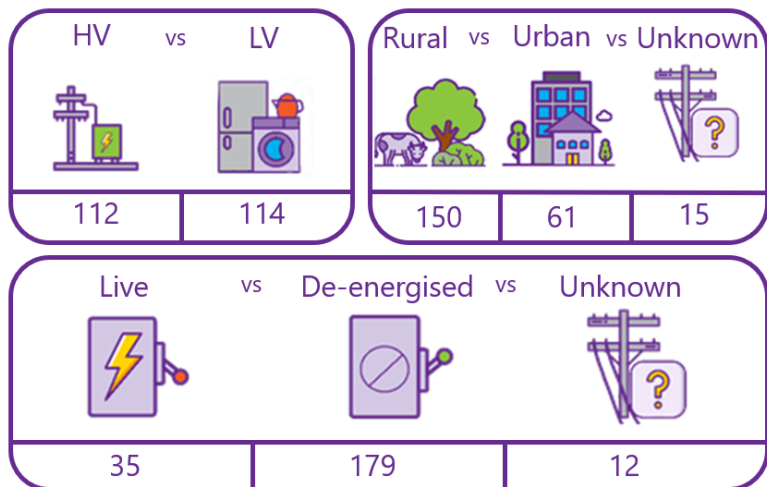 HV vs LV
112 114
Rural vs Urban vs Unknown
?
150 61 15
Live vs De-energised vs Unknown
?
35 179 12